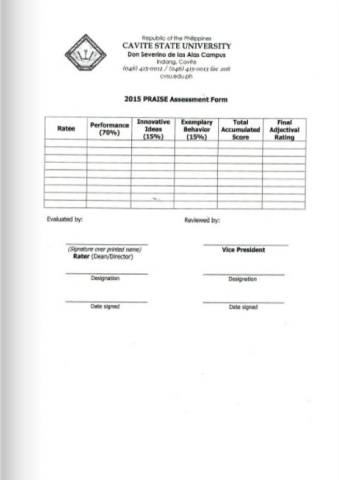 Republic of the Philippines
CAVITE STATE UNIVERSITY
Don Severino de las Alas Campus
Indang, Cavite
(046) 415-0012 / (046) 415-0013 loc 208
cvsu.edu.ph
2015 PRAISE Assessment Form
Ratee Performance (70%) Innovative Ideas (15%) Exemplary Behavior (15%) Total Accumulated Score Final Adjectival Rating
Evaluated by: Reviewed by:
(Signature over printed name) Vice President
Rater (Dean/Director)
Designation Designation
Date signed Date signed